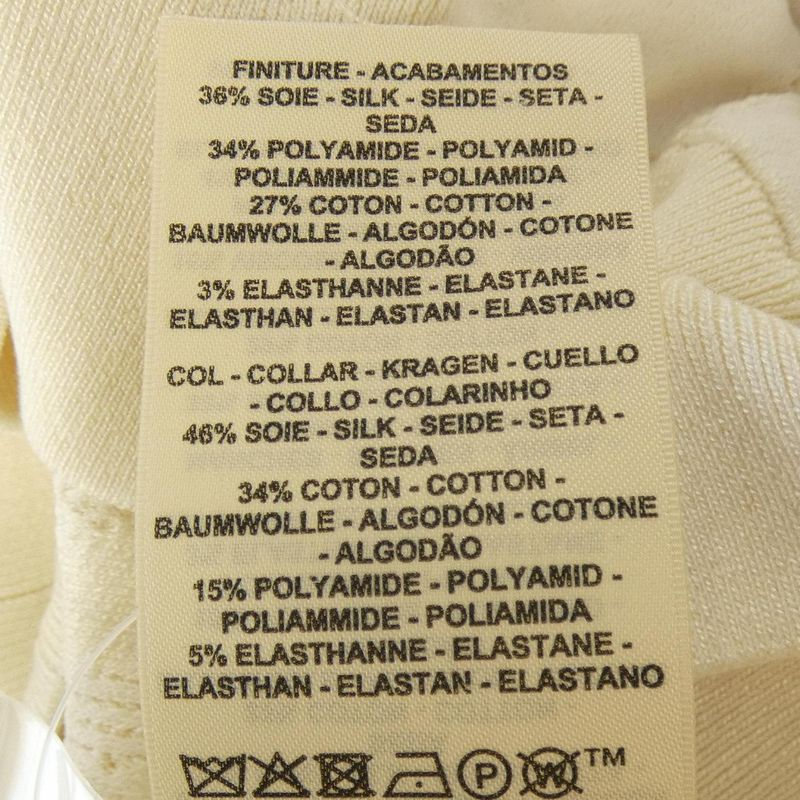 FINITURE - ACABAMENTOS
36% SOIE - SILK - SEIDE - SETA -
SEDA
34% POLYAMIDE - POLYAMID -
POLIAMMIDE - POLIAMIDA
27% COTON - COTTON -
BAUMWOLLE - ALGODÓN - COTONE
- ALGODÃO
3% ELASTHANNE - ELASTANE -
ELASTHAN - ELASTAN - ELASTANO
COL - COLLAR - KRAGEN - CUELLO
- COLLO - COLARINHO
46% SOIE - SILK - SEIDE - SETA -
SEDA
34% COTON - COTTON -
BAUMWOLLE - ALGODÓN - COTONE
- ALGODÃO
15% POLYAMIDE - POLYAMID -
POLIAMMIDE - POLIAMIDA
5% ELASTHANNE - ELASTANE -
ELASTHAN - ELASTAN - ELASTANO
P W TM